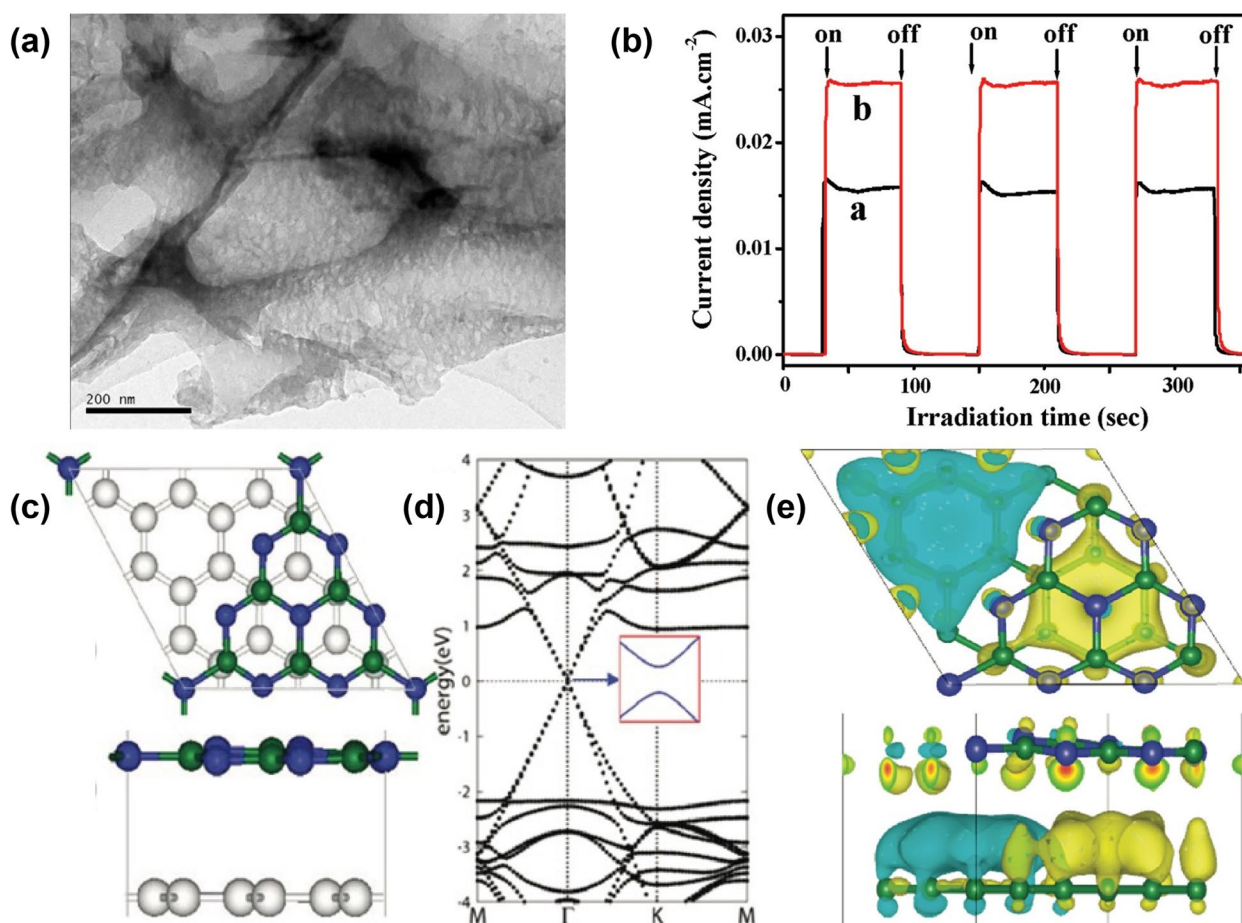 (a)
200 nm
(b)
on off on off on off
0.03
0.02
0.01
0.00
b
a
Current density (mA.cm⁻²)
0 100 200 300
Irradiation time (sec)
(c)
(d)
4
3
2
1
0
-1
-2
-3
-4
energy(eV)
M Γ K M
(e)